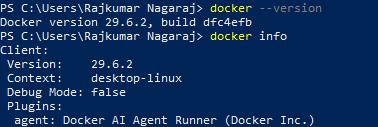 PS C:\Users\Rajkumar Nagaraj> docker --version
Docker version 29.6.2, build dfc4efb
PS C:\Users\Rajkumar Nagaraj> docker info
Client:
 Version:    29.6.2
 Context:    desktop-linux
 Debug Mode: false
 Plugins:
  agent: Docker AI Agent Runner (Docker Inc.)